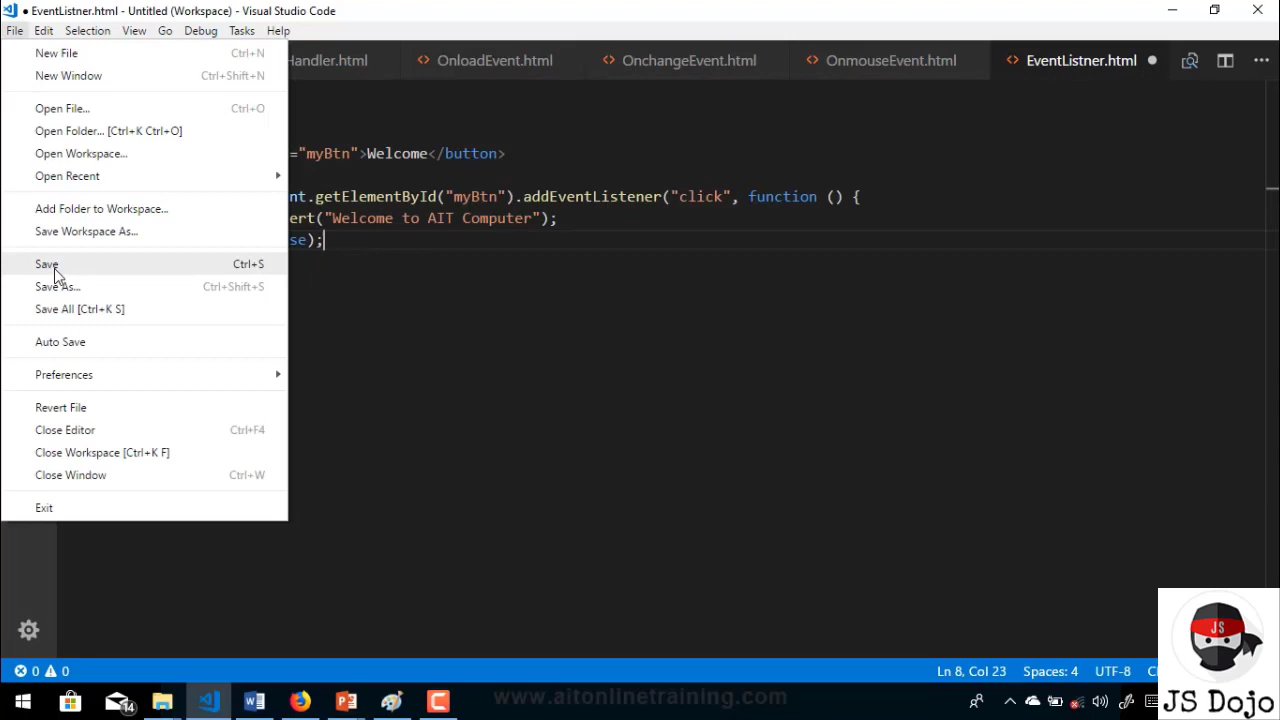 EventListner.html - Untitled (Workspace) - Visual Studio Code
File Edit Selection View Go Debug Tasks Help
Handler.html OnloadEvent.html OnchangeEvent.html OnmouseEvent.html EventListner.html
New File Ctrl+N
New Window Ctrl+Shift+N
Open File... Ctrl+O
Open Folder... [Ctrl+K Ctrl+O]
Open Workspace...
Open Recent
Add Folder to Workspace...
Save Workspace As...
Save Ctrl+S
Save As... Ctrl+Shift+S
Save All [Ctrl+K S]
Auto Save
Preferences
Revert File
Close Editor Ctrl+F4
Close Workspace [Ctrl+K F]
Close Window Ctrl+W
Exit
="myBtn">Welcome</button>
nt.getElementById("myBtn").addEventListener("click", function () {
ert("Welcome to AIT Computer");
se);
0 0
Ln 8, Col 23 Spaces: 4 UTF-8
14
www.aitonlinetraining.com
JS
JS Dojo